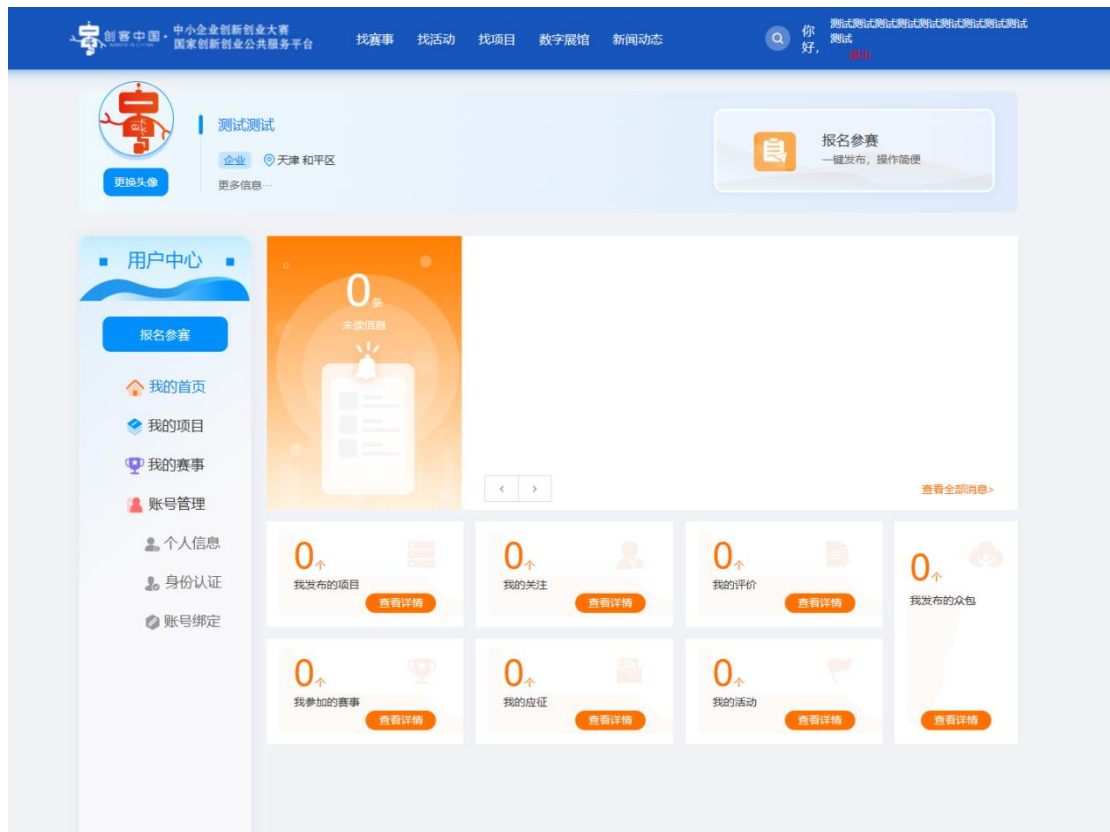 创客中国·中小企业创新创业大赛
国家创新创业公共服务平台
找赛事 找活动 找项目 数字展馆 新闻动态
你好,
测试测试测试测试测试测试测试测试测试
测试
退出
测试测试
企业 天津 和平区
更多信息…
更换头像
报名参赛
一键发布,操作简便
用户中心
报名参赛
我的首页
我的项目
我的赛事
账号管理
个人信息
身份认证
账号绑定
0条
未读信息
< >
查看全部消息>
0个
我发布的项目
查看详情
0个
我的关注
查看详情
0个
我的评价
查看详情
0个
我发布的众包
查看详情
0个
我参加的赛事
查看详情
0个
我的应征
查看详情
0个
我的活动
查看详情